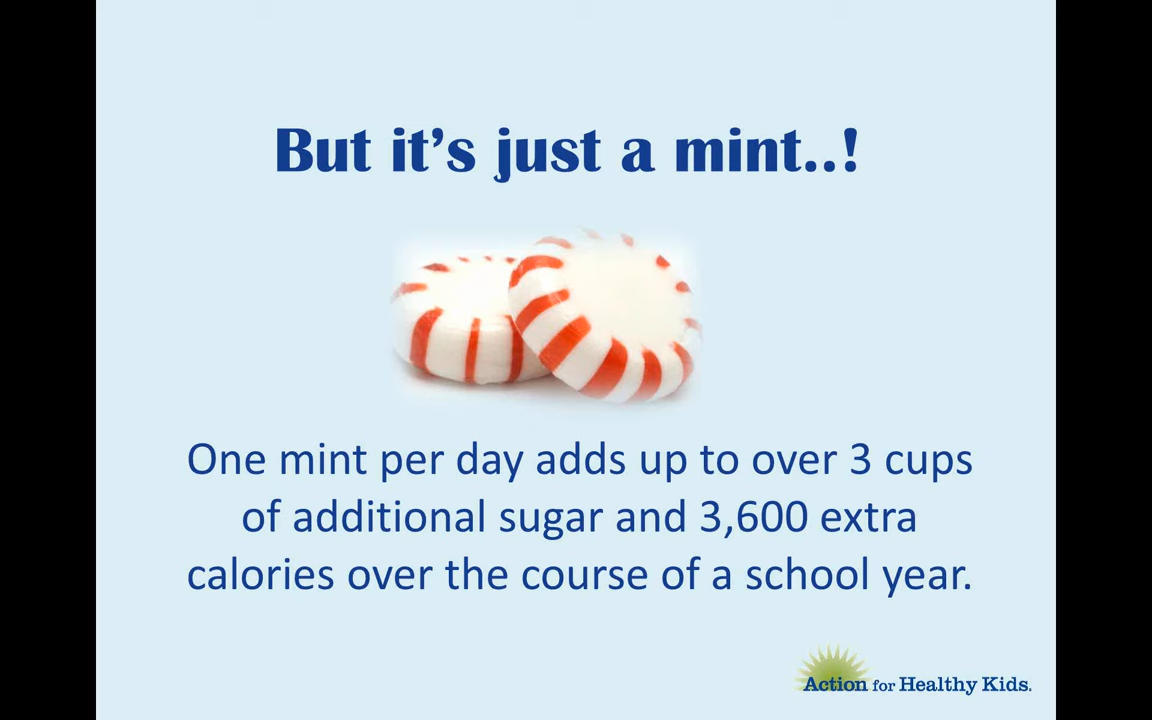 But it’s just a mint..!
One mint per day adds up to over 3 cups
of additional sugar and 3,600 extra
calories over the course of a school year.
Action for Healthy Kids.